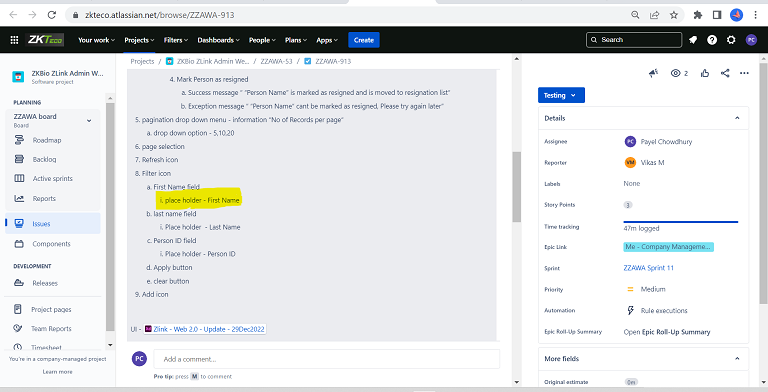 zkteco.atlassian.net/browse/ZZAWA-913
ZKTeco
Your work
Projects
Filters
Dashboards
People
Plans
Apps
Create
Search
PC
ZKBio ZLink Admin We...
Software project
PLANNING
ZZAWA board
Board
Roadmap
Backlog
Active sprints
Reports
Issues
Components
DEVELOPMENT
Releases
Project pages
Team Reports
Timesheet
You're in a company-managed project
Learn more
Projects / ZKBio ZLink Admin We... / ZZAWA-53 / ZZAWA-913
4. Mark Person as resigned
a. Success message " "Person Name" is marked as resigned and is moved to resignation list"
b. Exception message " "Person Name" cant be marked as resigned, Please try again later"
5. pagination drop down menu - information "No of Records per page"
a. drop down option - 5,10,20
6. page selection
7. Refresh icon
8. Filter icon
a. First Name field
i. place holder - First Name
b. last name field
i. Place holder - Last Name
c. Person ID field
i. Place holder - Person ID
d. Apply button
e. clear button
9. Add icon
UI - Zlink - Web 2.0 - Update - 29Dec2022
PC
Add a comment...
Pro tip: press M to comment
2
Testing
Details
Assignee
PC Payel Chowdhury
Reporter
VM Vikas M
Labels
None
Story Points
3
Time tracking
47m logged
Epic Link
Me - Company Manageme...
Sprint
ZZAWA Sprint 11
Priority
Medium
Automation
Rule executions
Epic Roll-Up Summary
Open Epic Roll-Up Summary
More fields
Original estimate
0m